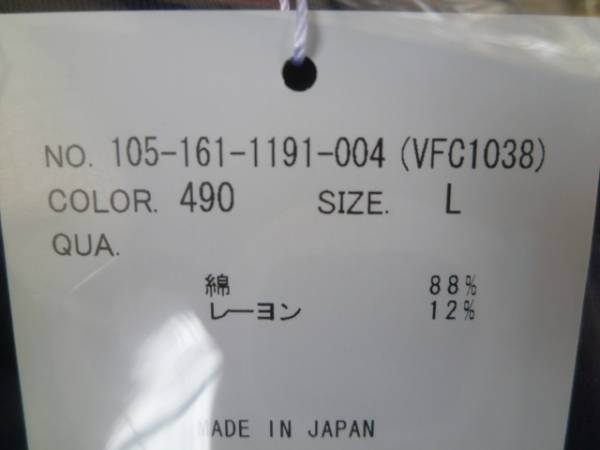 NO. 105-161-1191-004 (VFC1038)
COLOR. 490 SIZE. L
QUA.
綿 88%
レーヨン 12%
MADE IN JAPAN